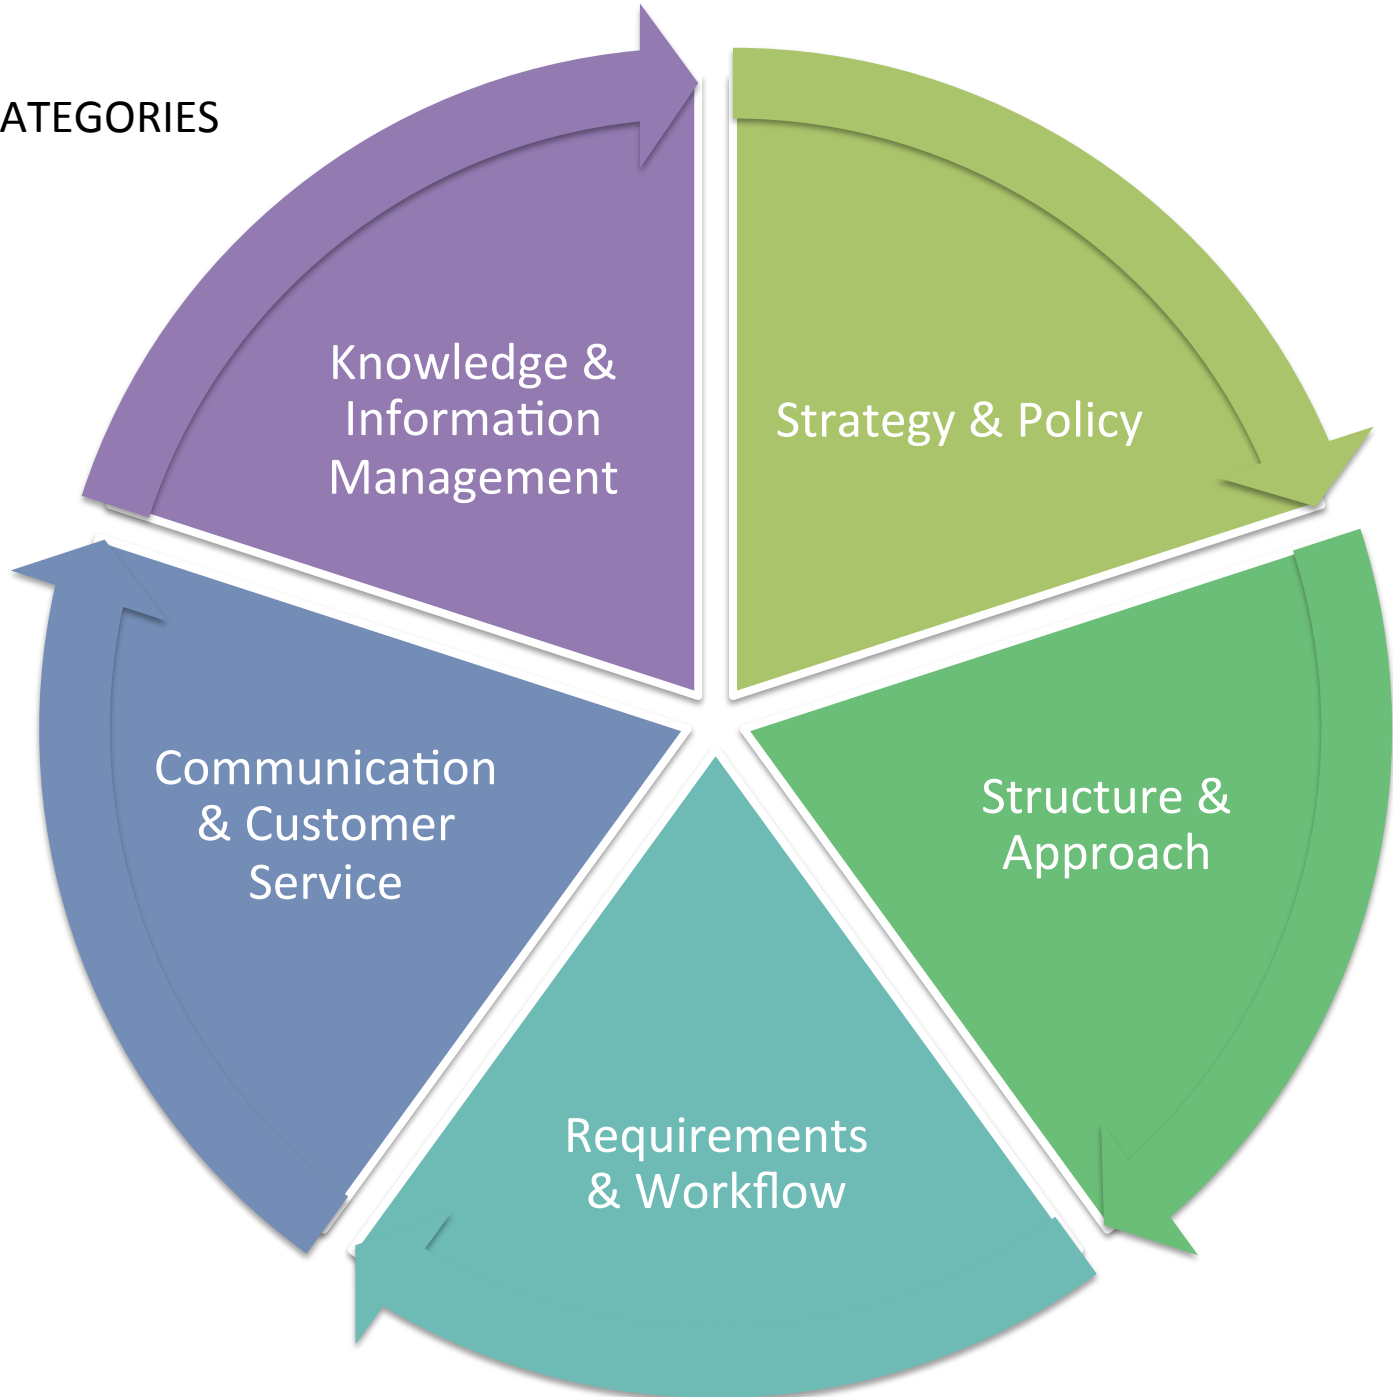 ATEGORIES
Knowledge &
Information
Management
Strategy & Policy
Structure &
Approach
Requirements
& Workflow
Communication
& Customer
Service